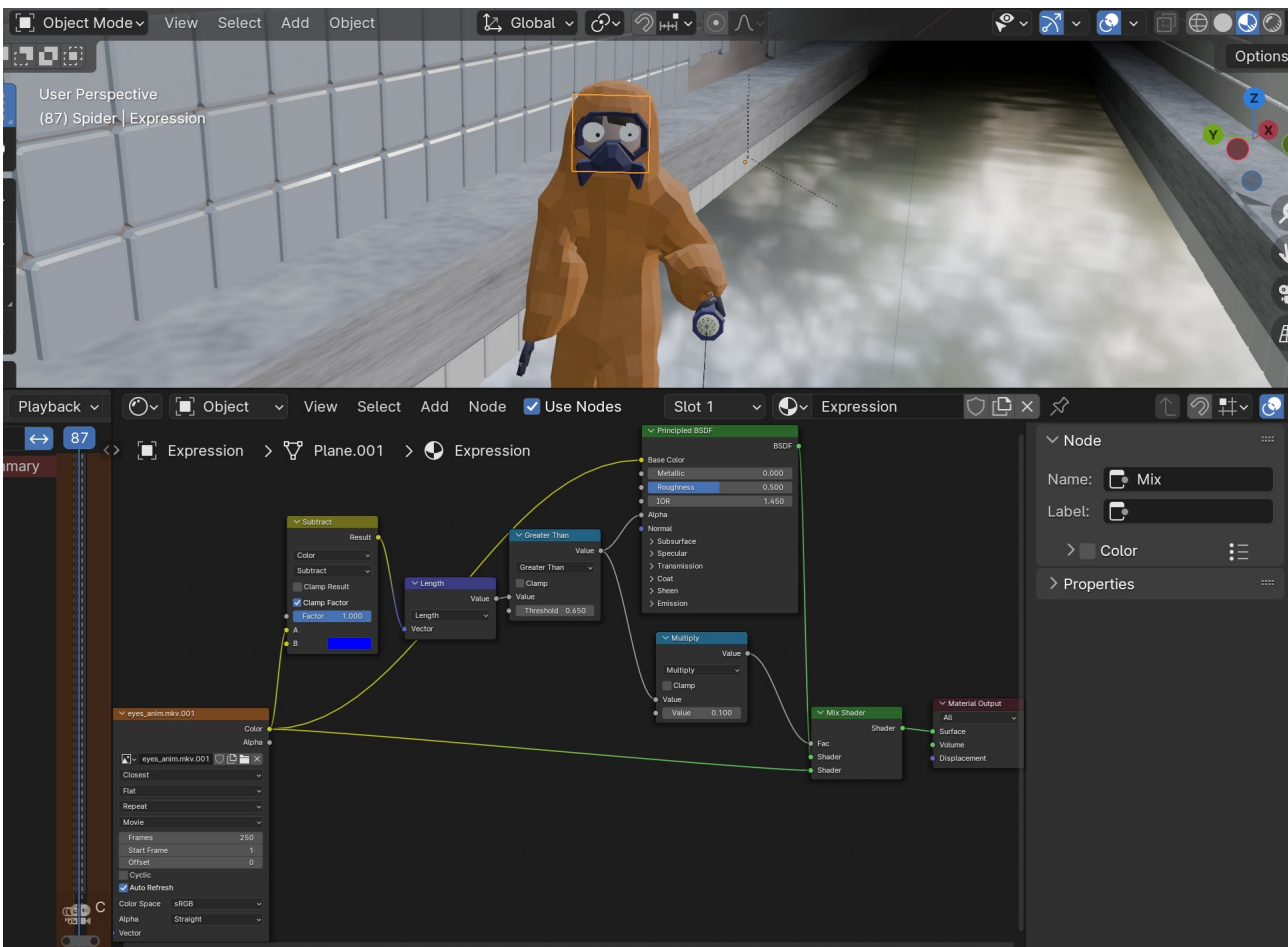 Object Mode View Select Add Object Global
Options
User Perspective
(87) Spider | Expression
Z
Y
X
Playback Object View Select Add Node Use Nodes Slot 1 Expression
87
mary
Expression > Plane.001 > Expression
Node
Name: Mix
Label:
Color
Properties
Principled BSDF
BSDF
Base Color
Metallic 0.000
Roughness 0.500
IOR 1.450
Alpha
Normal
Subsurface
Specular
Transmission
Coat
Sheen
Emission
Subtract
Result
Color
Subtract
Clamp Result
Clamp Factor
Factor 1.000
A
B
Length
Value
Length
Vector
Greater Than
Value
Greater Than
Clamp
Value
Threshold 0.650
Multiply
Value
Multiply
Clamp
Value
Value 0.100
Mix Shader
Shader
Fac
Shader
Shader
Material Output
All
Surface
Volume
Displacement
eyes_anim.mkv.001
Color
Alpha
eyes_anim.mkv.001
Closest
Flat
Repeat
Movie
Frames 250
Start Frame 1
Offset 0
Cyclic
Auto Refresh
Color Space sRGB
Alpha Straight
Vector
C